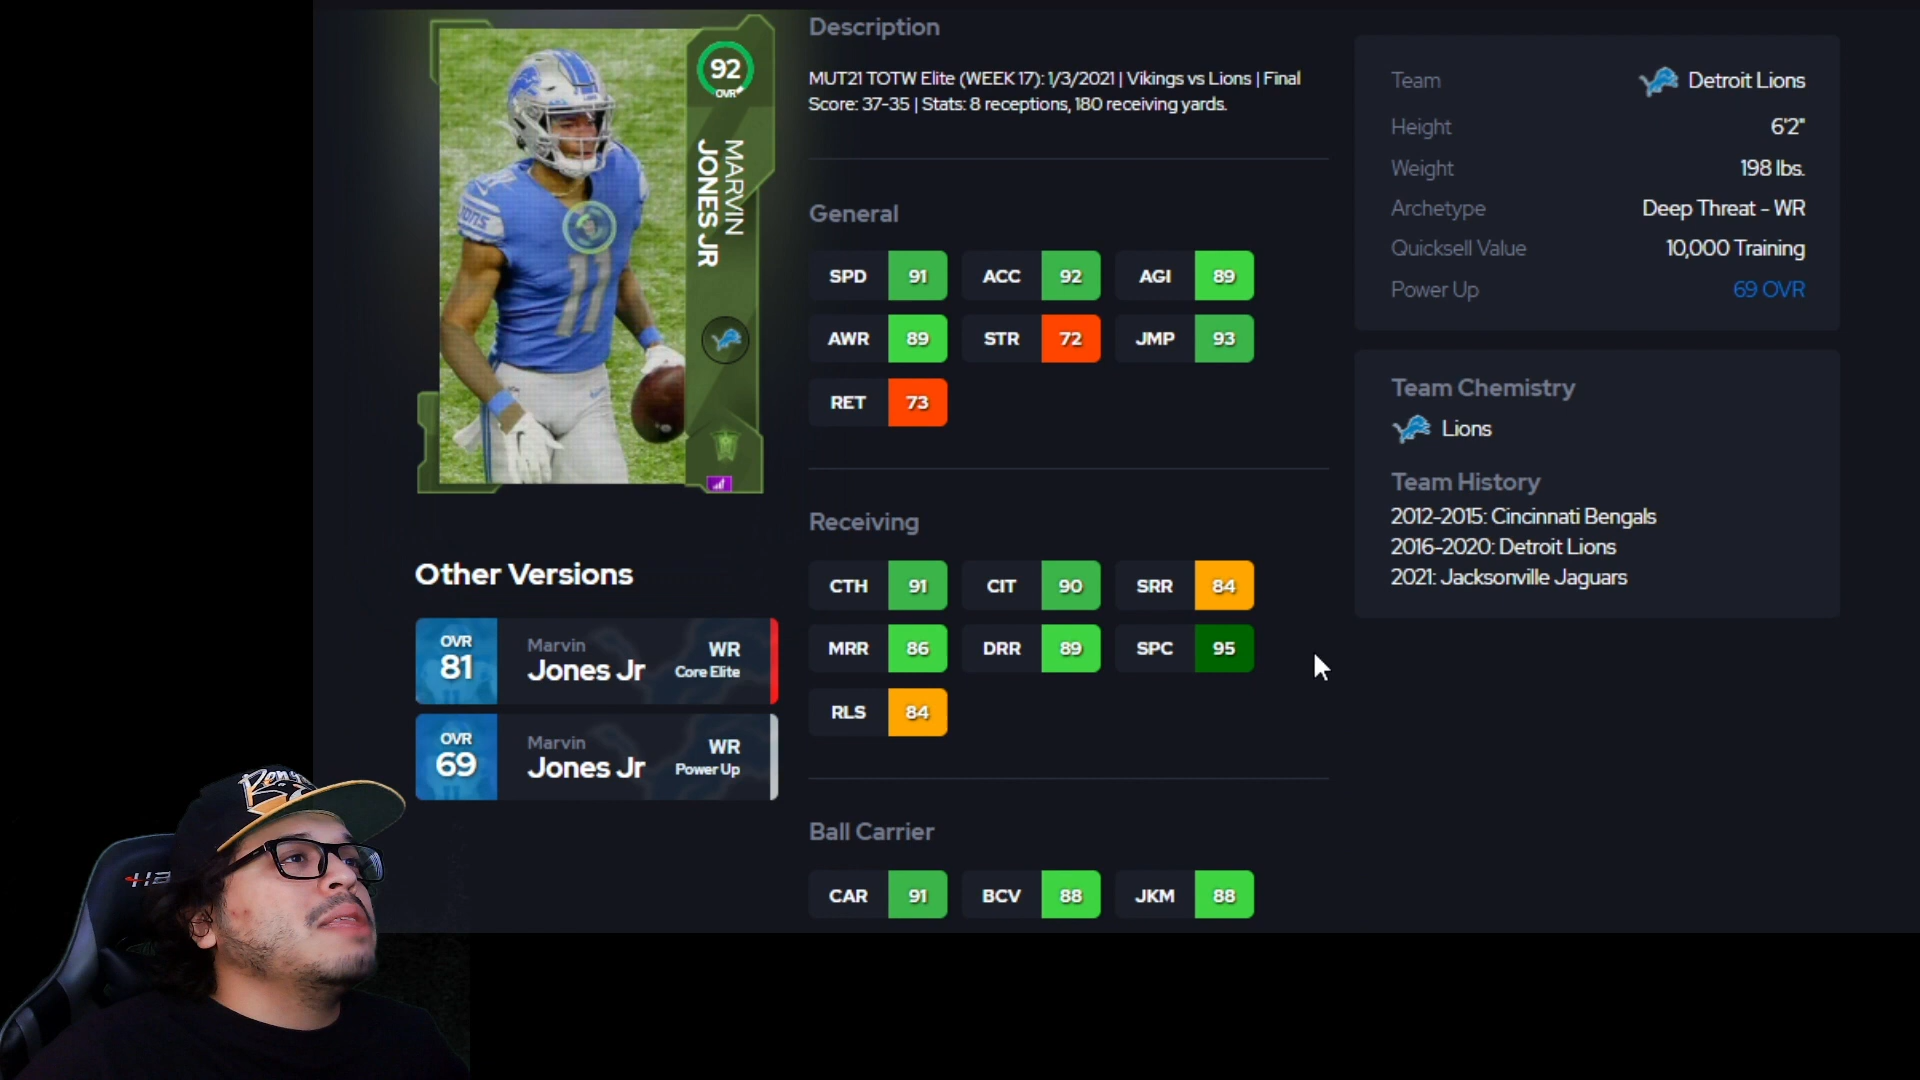 92
OVR
MARVIN
JONES JR
11
Description
MUT21 TOTW Elite (WEEK 17): 1/3/2021 | Vikings vs Lions | Final
Score: 37-35 | Stats: 8 receptions, 180 receiving yards.
General
SPD 91 ACC 92 AGI 89
AWR 89 STR 72 JMP 93
RET 73
Receiving
CTH 91 CIT 90 SRR 84
MRR 86 DRR 89 SPC 95
RLS 84
Ball Carrier
CAR 91 BCV 88 JKM 88
Team Detroit Lions
Height 6'2"
Weight 198 lbs.
Archetype Deep Threat - WR
Quicksell Value 10,000 Training
Power Up 69 OVR
Team Chemistry
Lions
Team History
2012-2015: Cincinnati Bengals
2016-2020: Detroit Lions
2021: Jacksonville Jaguars
Other Versions
OVR
81
Marvin
Jones Jr
WR
Core Elite
OVR
69
Marvin
Jones Jr
WR
Power Up